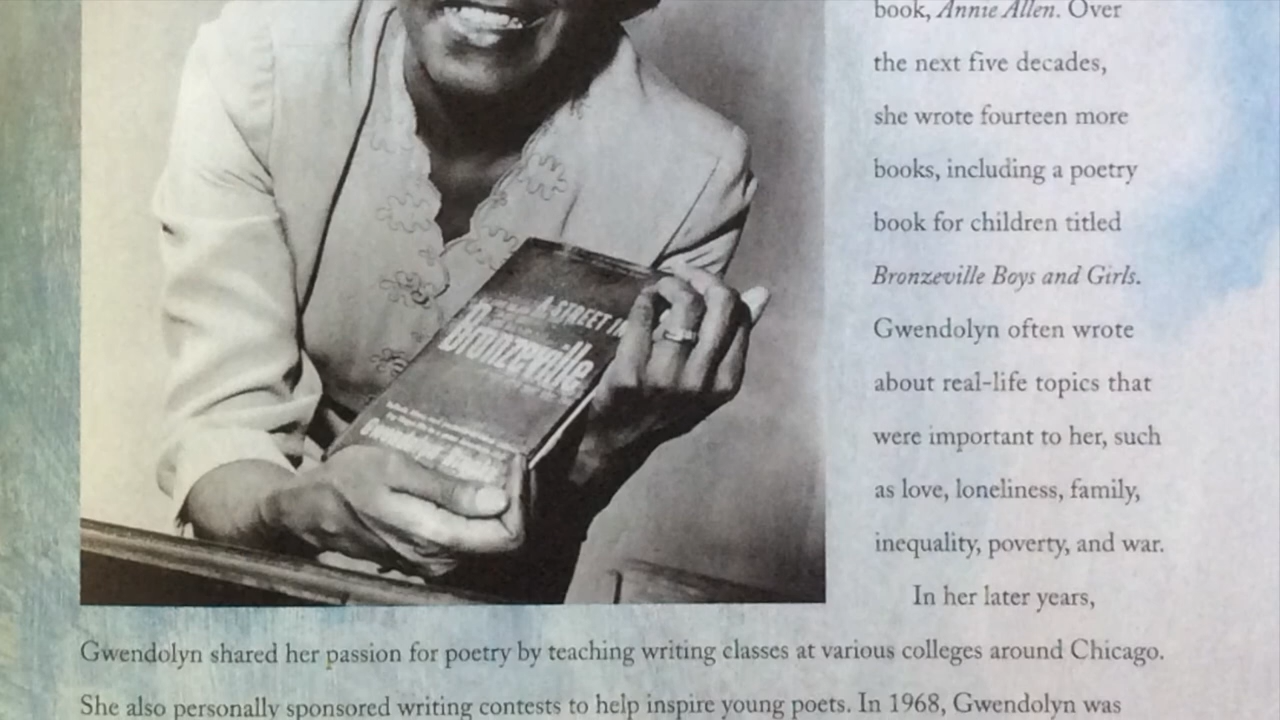 A STREET IN
Bronzeville
Gwendolyn
book, Annie Allen. Over
the next five decades,
she wrote fourteen more
books, including a poetry
book for children titled
Bronzeville Boys and Girls.
Gwendolyn often wrote
about real-life topics that
were important to her, such
as love, loneliness, family,
inequality, poverty, and war.
In her later years,
Gwendolyn shared her passion for poetry by teaching writing classes at various colleges around Chicago.
She also personally sponsored writing contests to help inspire young poets. In 1968, Gwendolyn was